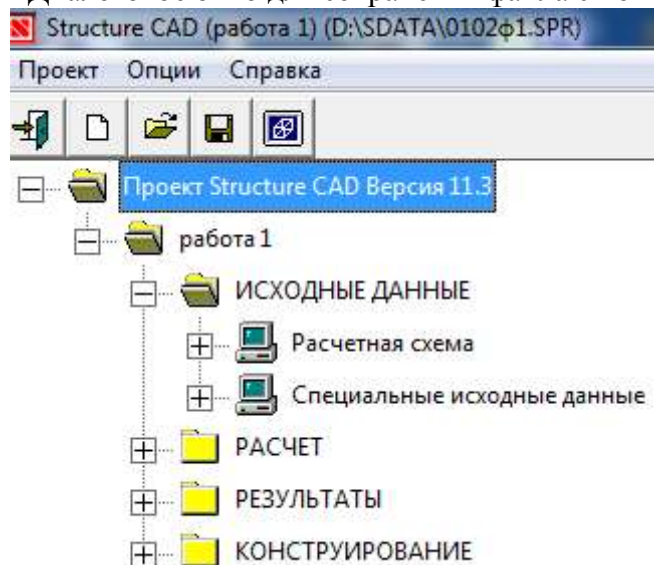 Structure CAD (работа 1) (D:\SDATA\0102ф1.SPR)
Проект Опции Справка
Проект Structure CAD Версия 11.3
работа 1
ИСХОДНЫЕ ДАННЫЕ
Расчетная схема
Специальные исходные данные
РАСЧЕТ
РЕЗУЛЬТАТЫ
КОНСТРУИРОВАНИЕ